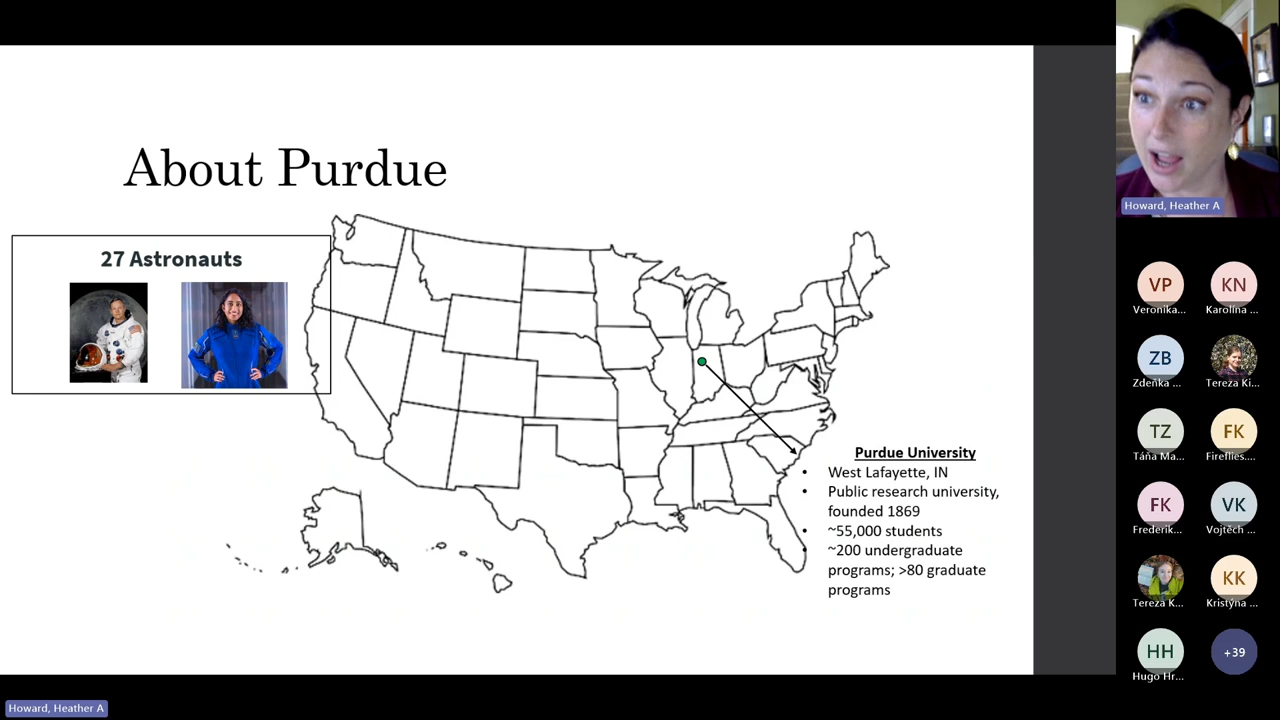 About Purdue
27 Astronauts
Purdue University
• West Lafayette, IN
• Public research university,
founded 1869
• ~55,000 students
• ~200 undergraduate
programs; >80 graduate
programs
Howard, Heather A
VP
Veronika...
KN
Karolína ...
ZB
Zdeňka ...
Tereza Ki...
TZ
Táňa Ma...
FK
Fireflies....
FK
Frederik...
VK
Vojtěch ...
Tereza K...
KK
Kristýna ...
HH
Hugo Hr...
+39
Howard, Heather A